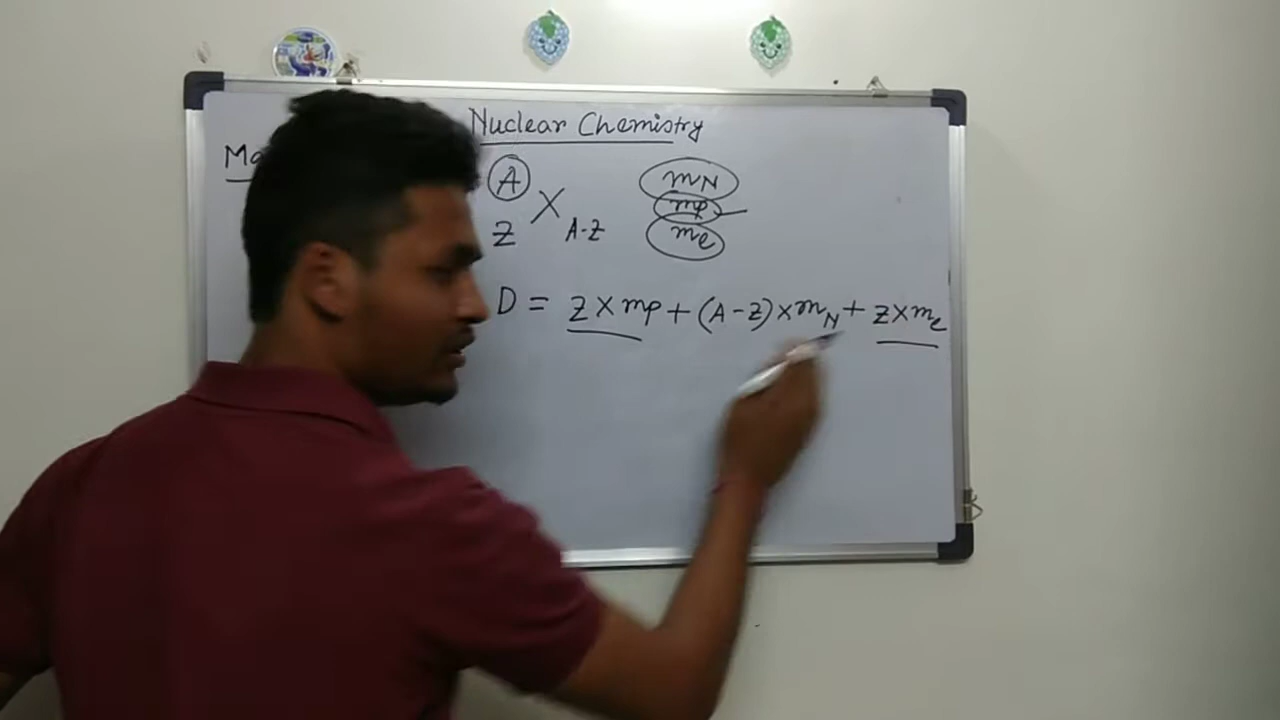 Nuclear Chemistry
A
Z X A-Z
mN
mp
me
D = Z × mp + (A-Z) × mN + Z × me